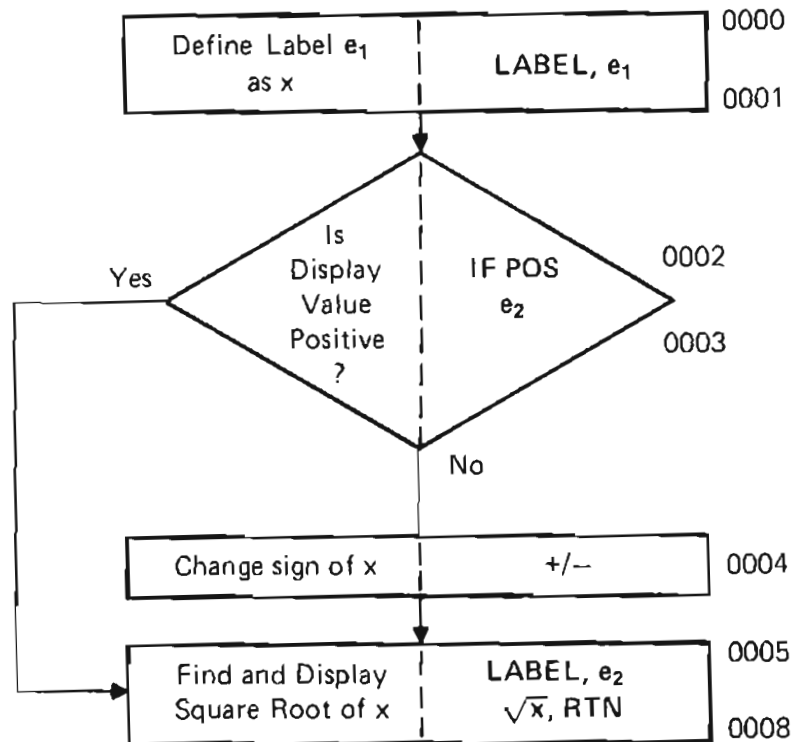 0000
Define Label e₁
as x
LABEL, e₁
0001
Is
Display
Value
Positive
?
IF POS
e₂
0002
0003
Yes
No
Change sign of x
+/−
0004
0005
Find and Display
Square Root of x
LABEL, e₂
√x, RTN
0008